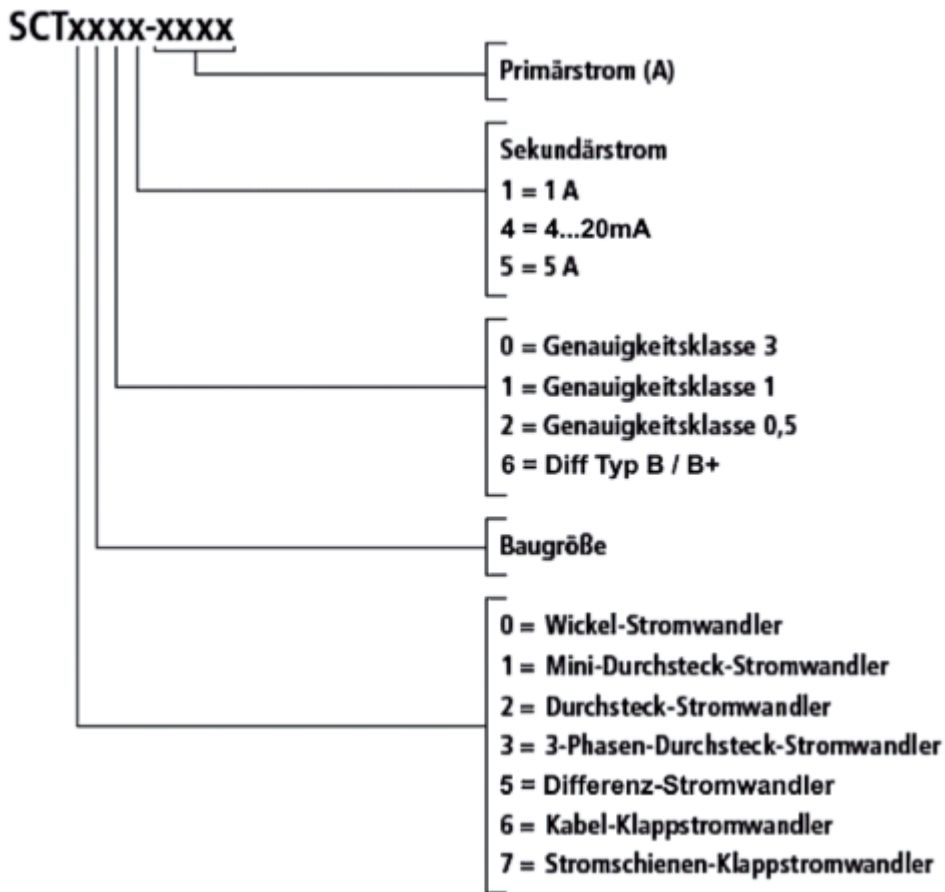 SCTxxxx-xxxx
Primärstrom (A)
Sekundärstrom
1 = 1 A
4 = 4...20mA
5 = 5 A
0 = Genauigkeitsklasse 3
1 = Genauigkeitsklasse 1
2 = Genauigkeitsklasse 0,5
6 = Diff Typ B / B+
Baugröße
0 = Wickel-Stromwandler
1 = Mini-Durchsteck-Stromwandler
2 = Durchsteck-Stromwandler
3 = 3-Phasen-Durchsteck-Stromwandler
5 = Differenz-Stromwandler
6 = Kabel-Klappstromwandler
7 = Stromschienen-Klappstromwandler